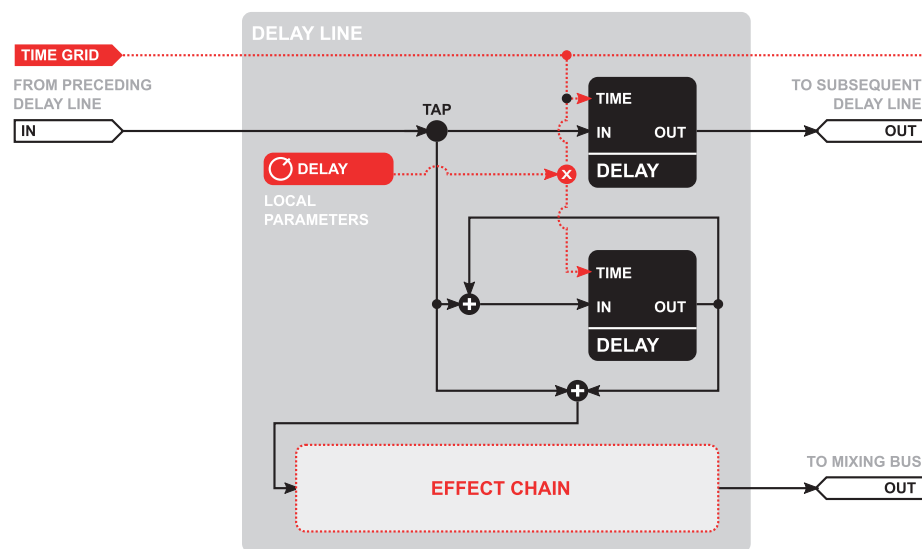 DELAY LINE
TIME GRID
FROM PRECEDING
DELAY LINE
IN
TO SUBSEQUENT
DELAY LINE
OUT
TAP
TIME
IN OUT
DELAY
DELAY
LOCAL
PARAMETERS
x
TIME
+
IN OUT
DELAY
+
EFFECT CHAIN
TO MIXING BUS
OUT